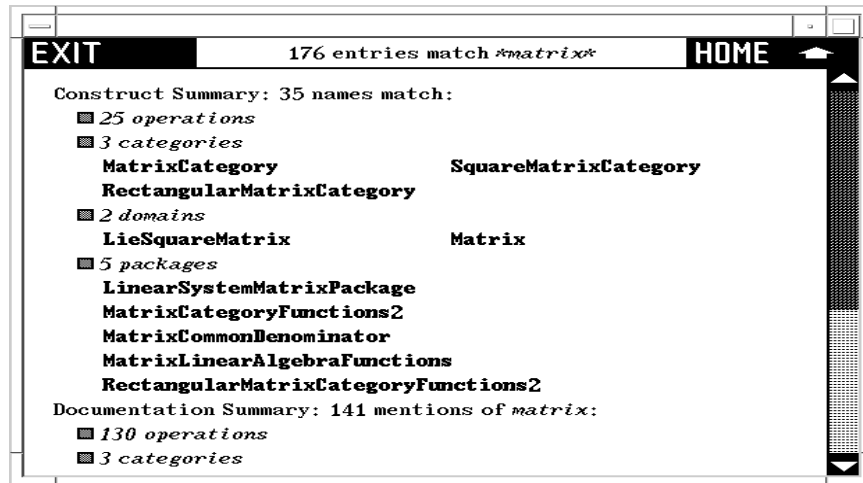 EXIT 176 entries match *matrix* HOME
Construct Summary: 35 names match:
25 operations
3 categories
MatrixCategory SquareMatrixCategory
RectangularMatrixCategory
2 domains
LieSquareMatrix Matrix
5 packages
LinearSystemMatrixPackage
MatrixCategoryFunctions2
MatrixCommonDenominator
MatrixLinearAlgebraFunctions
RectangularMatrixCategoryFunctions2
Documentation Summary: 141 mentions of matrix:
130 operations
3 categories